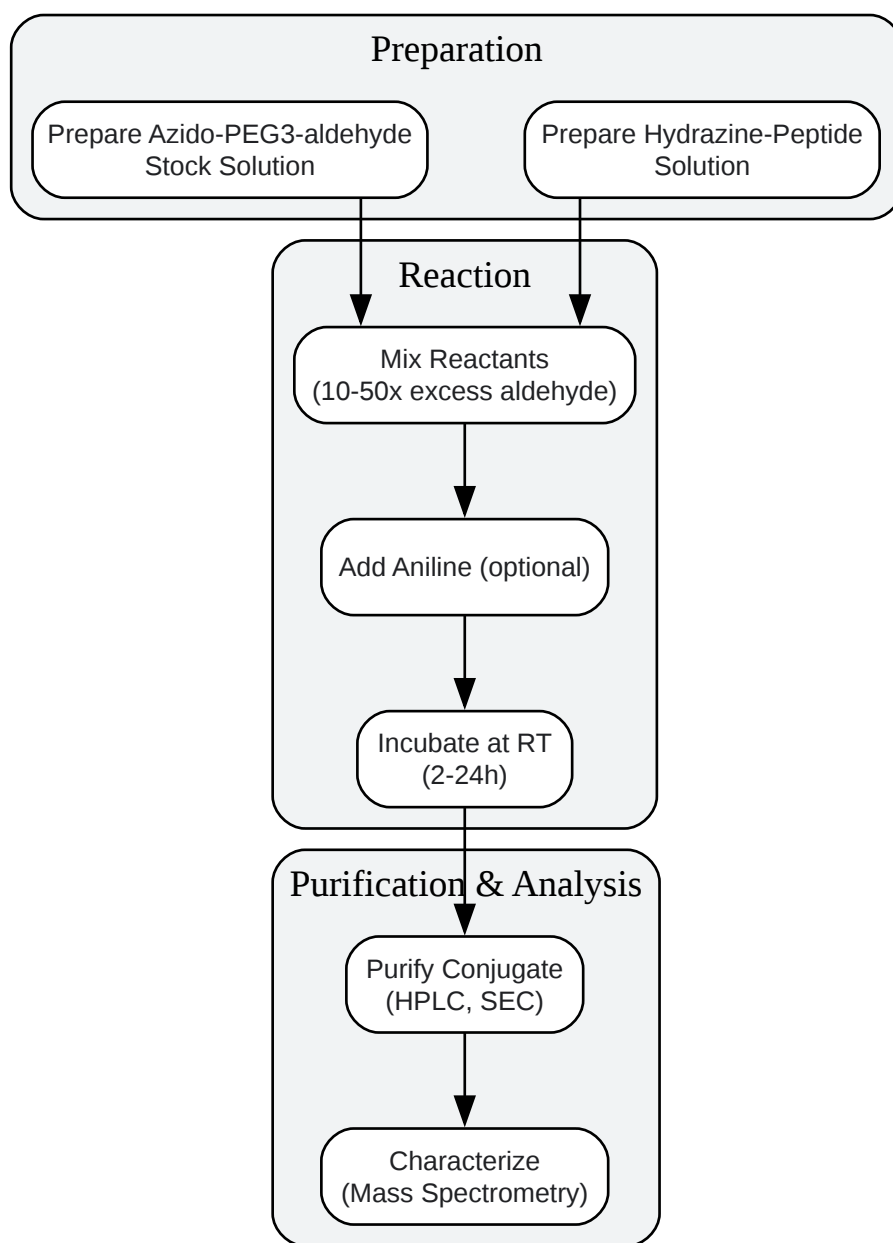 Preparation
Prepare Azido-PEG3-aldehyde
Stock Solution
Prepare Hydrazine-Peptide
Solution
Reaction
Mix Reactants
(10-50x excess aldehyde)
Add Aniline (optional)
Incubate at RT
(2-24h)
Purification & Analysis
Purify Conjugate
(HPLC, SEC)
Characterize
(Mass Spectrometry)